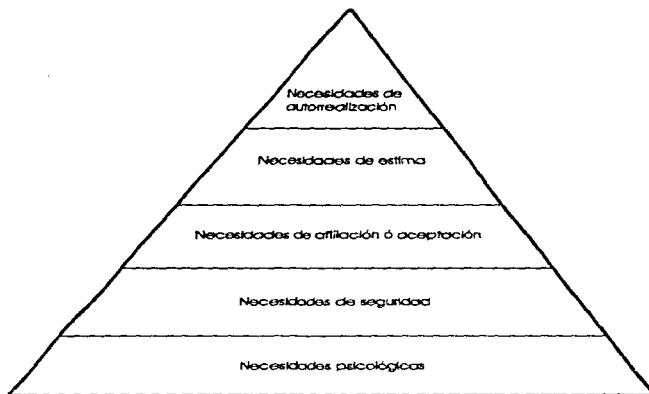 Necesidades de
autorrealización
Necesidades de estima
Necesidades de afiliación ó aceptación
Necesidades de seguridad
Necesidades psicológicas